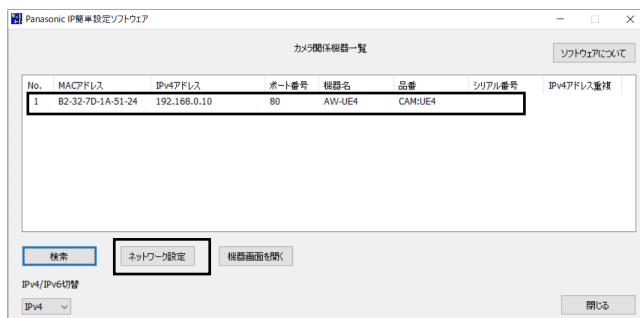 Panasonic IP簡単設定ソフトウェア
カメラ関係機器一覧
ソフトウェアについて
No. MACアドレス IPv4アドレス ポート番号 機器名 品番 シリアル番号 IPv4アドレス重複
1 B2-32-7D-1A-51-24 192.168.0.10 80 AW-UE4 CAM:UE4
検索 ネットワーク設定 機器画面を開く
IPv4/IPv6切替
IPv4 閉じる